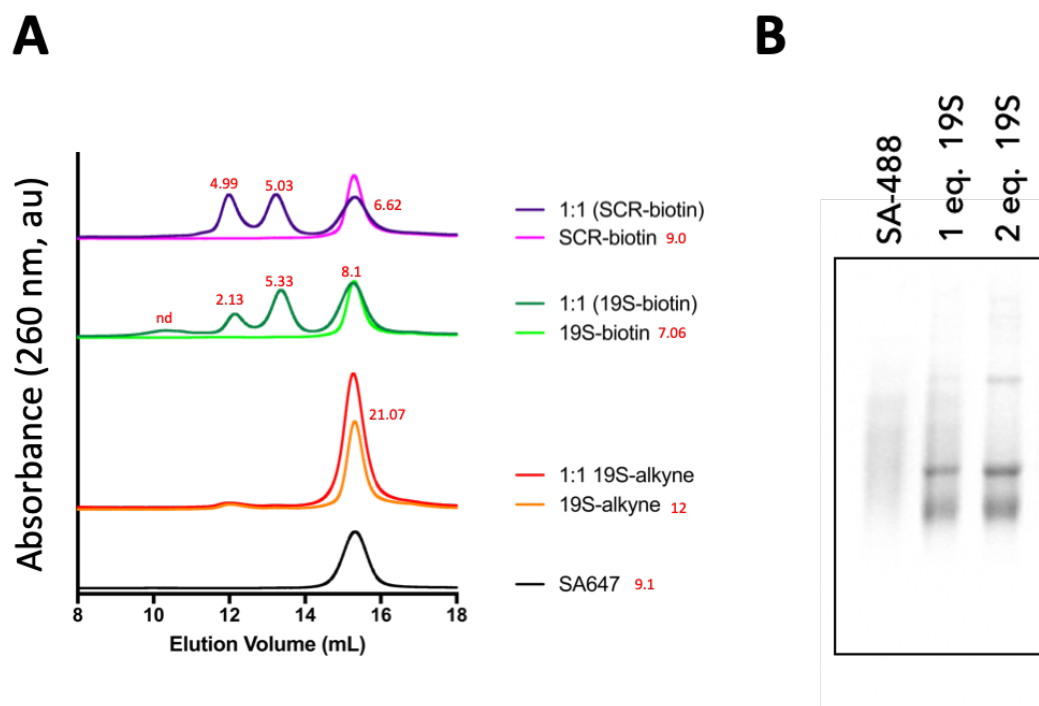 A
B
Absorbance (260 nm, au)
4.99
5.03
6.62
1:1 (SCR-biotin)
SCR-biotin 9.0
nd
2.13
5.33
8.1
1:1 (19S-biotin)
19S-biotin 7.06
21.07
1:1 19S-alkyne
19S-alkyne 12
SA647 9.1
8 10 12 14 16 18
Elution Volume (mL)
SA-488
1 eq. 19S
2 eq. 19S